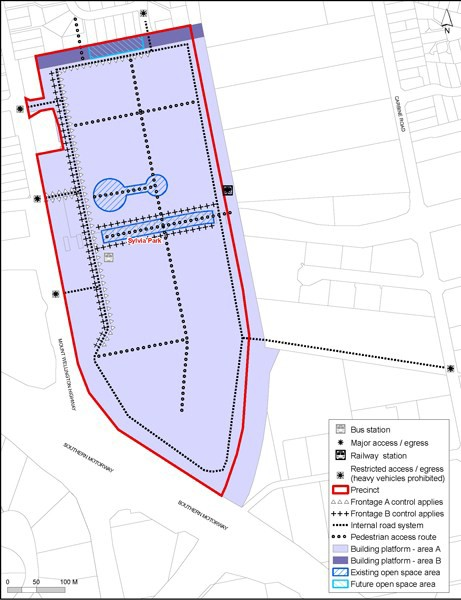 N
GARBINE ROAD
Sylvia Park
MOUNT WELLINGTON HIGHWAY
SOUTHERN MOTORWAY
SOUTHERN MOTORWAY
Bus station
Major access / egress
Railway station
Restricted access / egress
(heavy vehicles prohibited)
Precinct
Frontage A control applies
Frontage B control applies
Internal road system
Pedestrian access route
Building platform - area A
Building platform - area B
Existing open space area
Future open space area
0 50 100 M